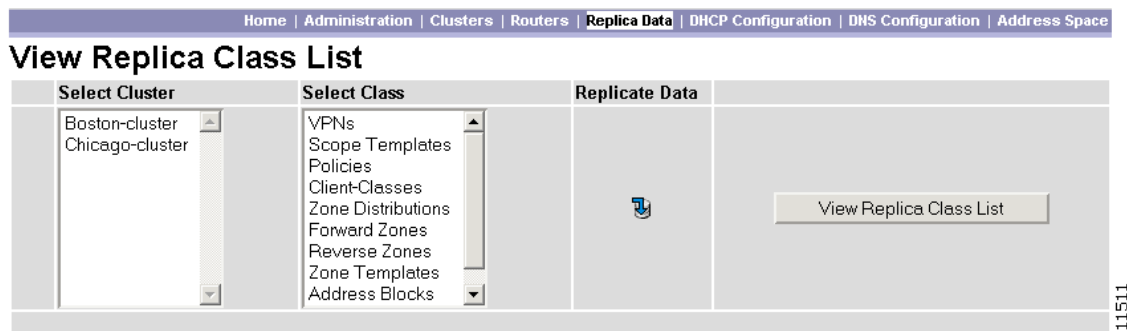 Home | Administration | Clusters | Routers | Replica Data | DHCP Configuration | DNS Configuration | Address Space
View Replica Class List
Select Cluster Select Class Replicate Data
Boston-cluster
Chicago-cluster
VPNs
Scope Templates
Policies
Client-Classes
Zone Distributions
Forward Zones
Reverse Zones
Zone Templates
Address Blocks
View Replica Class List
11511